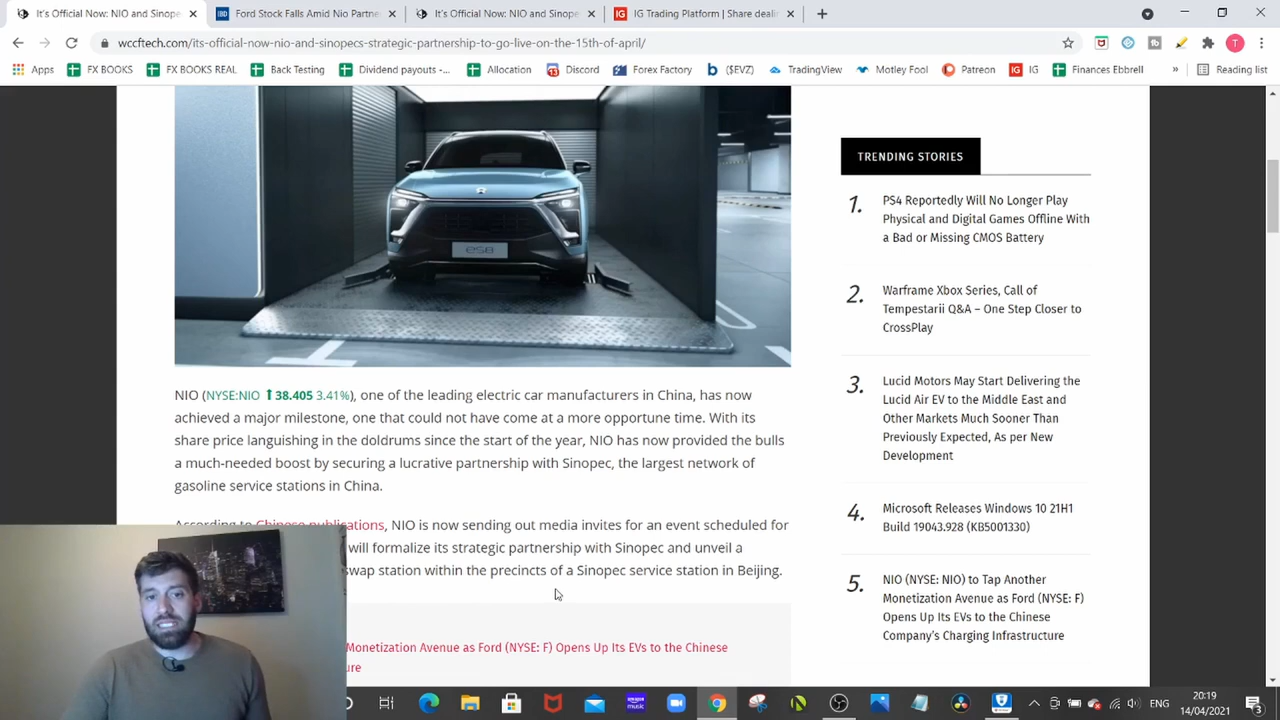 It's Official Now: NIO and Sinope
Ford Stock Falls Amid Nio Partne
It's Official Now: NIO and Sinope
IG Trading Platform | Share deali
wccftech.com/its-official-now-nio-and-sinopecs-strategic-partnership-to-go-live-on-the-15th-of-april/
Apps FX BOOKS FX BOOKS REAL Back Testing Dividend payouts -... Allocation Discord Forex Factory ($EVZ) TradingView Motley Fool Patreon IG Finances Ebbrell » Reading list
ES8
NIO (NYSE:NIO 38.405 3.41%), one of the leading electric car manufacturers in China, has now
achieved a major milestone, one that could not have come at a more opportune time. With its
share price languishing in the doldrums since the start of the year, NIO has now provided the bulls
a much-needed boost by securing a lucrative partnership with Sinopec, the largest network of
gasoline service stations in China.
According to Chinese publications, NIO is now sending out media invites for an event scheduled for
will formalize its strategic partnership with Sinopec and unveil a
swap station within the precincts of a Sinopec service station in Beijing.
Monetization Avenue as Ford (NYSE: F) Opens Up Its EVs to the Chinese
ure
TRENDING STORIES
1. PS4 Reportedly Will No Longer Play
Physical and Digital Games Offline With
a Bad or Missing CMOS Battery
2. Warframe Xbox Series, Call of
Tempestarii Q&A – One Step Closer to
CrossPlay
3. Lucid Motors May Start Delivering the
Lucid Air EV to the Middle East and
Other Markets Much Sooner Than
Previously Expected, As per New
Development
4. Microsoft Releases Windows 10 21H1
Build 19043.928 (KB5001330)
5. NIO (NYSE: NIO) to Tap Another
Monetization Avenue as Ford (NYSE: F)
Opens Up Its EVs to the Chinese
Company's Charging Infrastructure
ENG
20:19
14/04/2021